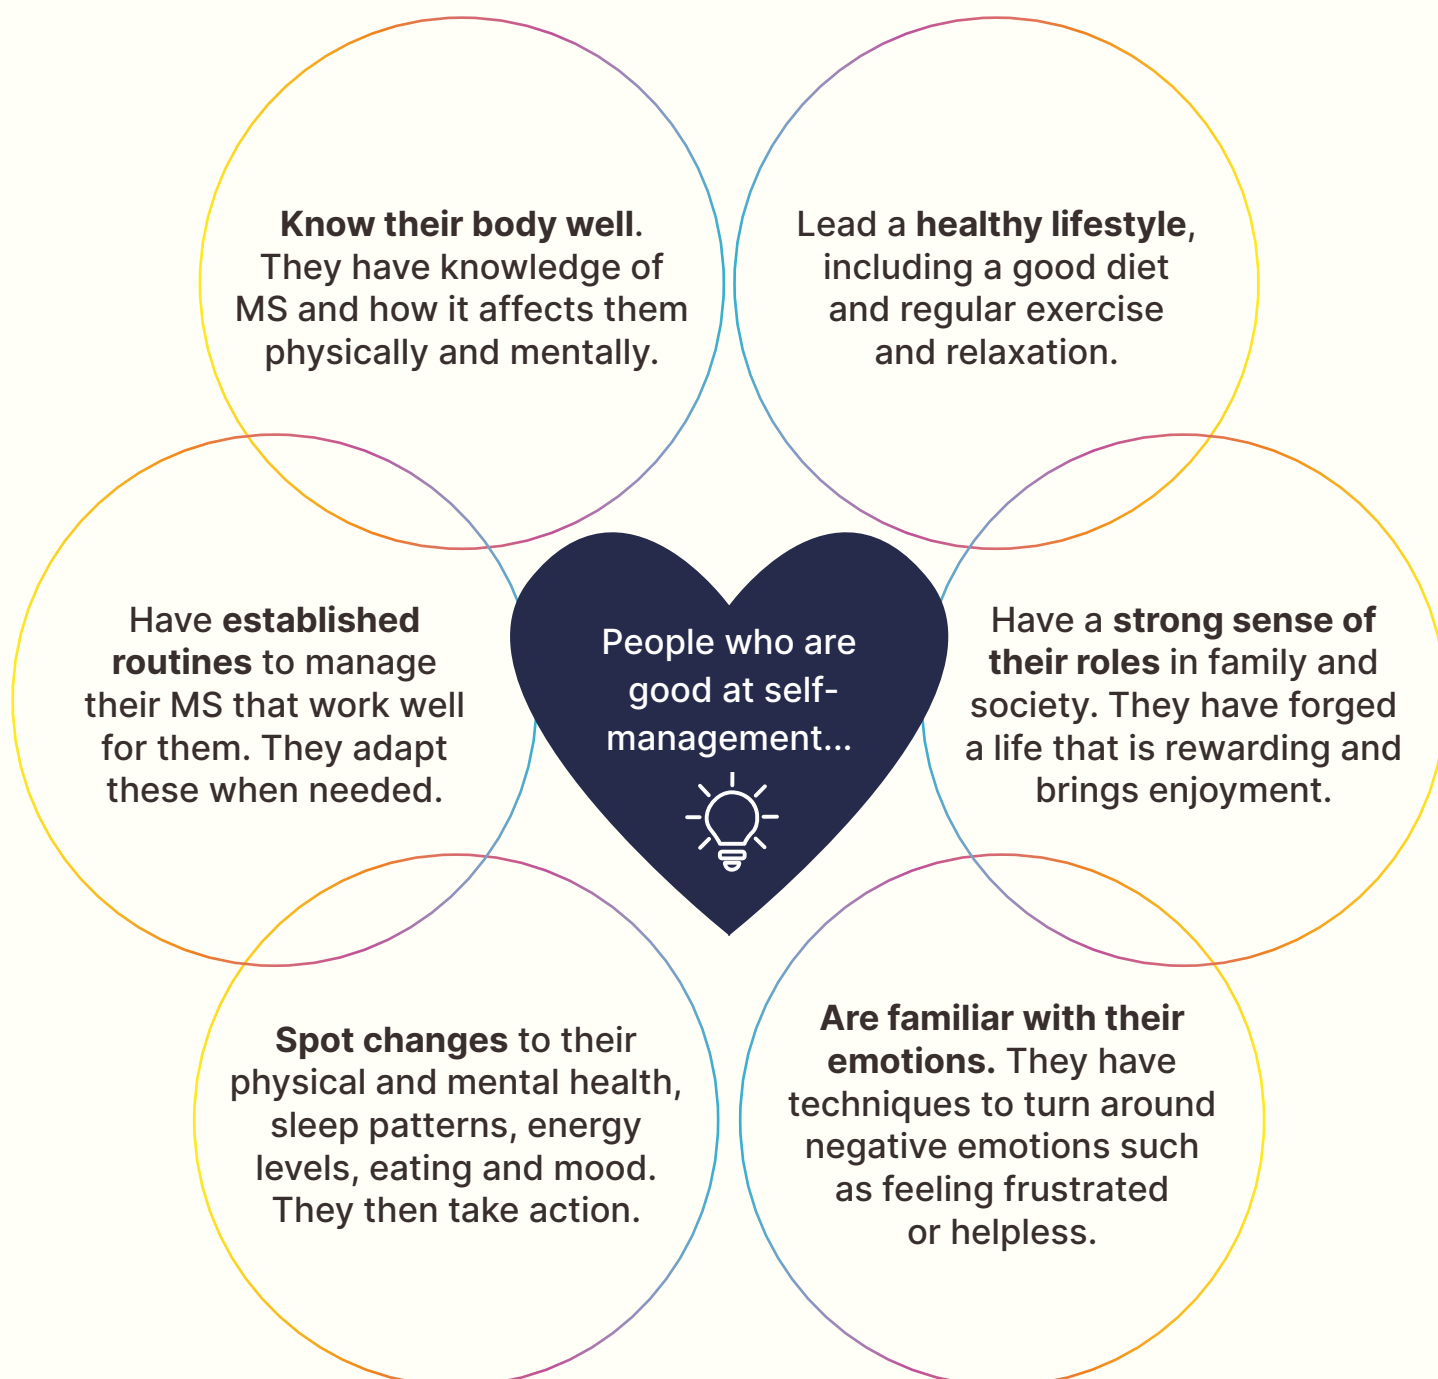 Know their body well.
They have knowledge of
MS and how it affects them
physically and mentally.
Lead a healthy lifestyle,
including a good diet
and regular exercise
and relaxation.
Have established
routines to manage
their MS that work well
for them. They adapt
these when needed.
People who are
good at self-
management...
Have a strong sense of
their roles in family and
society. They have forged
a life that is rewarding and
brings enjoyment.
Spot changes to their
physical and mental health,
sleep patterns, energy
levels, eating and mood.
They then take action.
Are familiar with their
emotions. They have
techniques to turn around
negative emotions such
as feeling frustrated
or helpless.